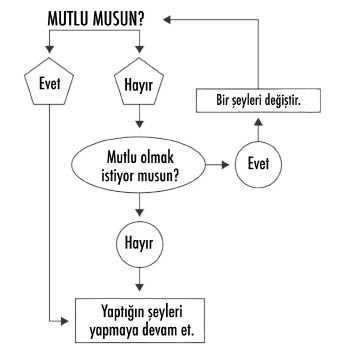 MUTLU MUSUN?
Evet
Hayır
Bir şeyleri değiştir.
Mutlu olmak
istiyor musun?
Evet
Hayır
Yaptığın şeyleri
yapmaya devam et.